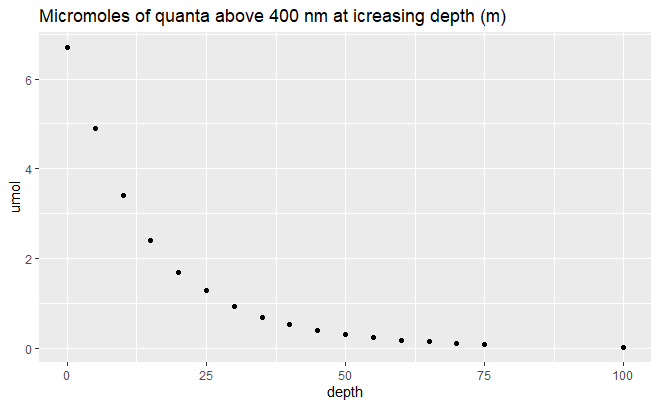 Micromoles of quanta above 400 nm at icreasing depth (m)
umol
6
4
2
0
0 25 50 75 100
depth